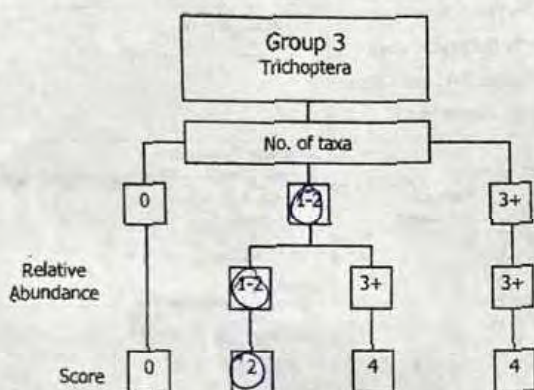 Group 3
Trichoptera
No. of taxa
0 1-2 3+
Relative
Abundance
1-2 3+ 3+
Score 0 2 4 4